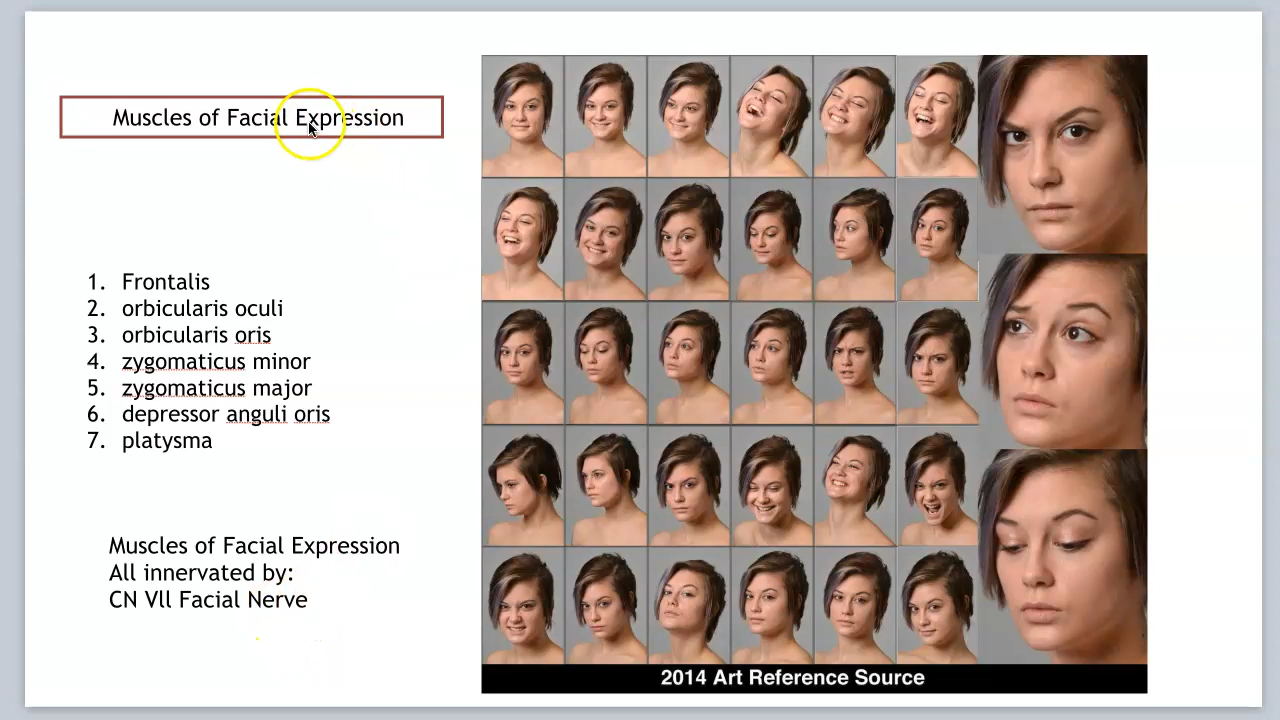 Muscles of Facial Expression
1. Frontalis
2. orbicularis oculi
3. orbicularis oris
4. zygomaticus minor
5. zygomaticus major
6. depressor anguli oris
7. platysma
Muscles of Facial Expression
All innervated by:
CN Vll Facial Nerve
2014 Art Reference Source